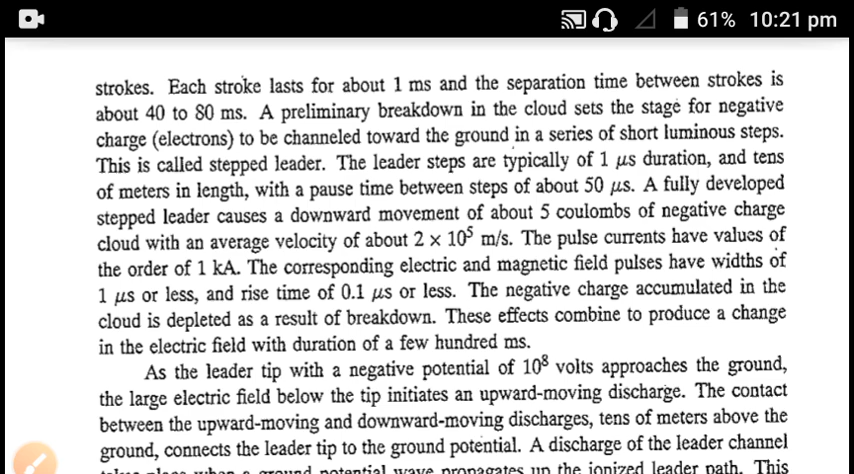 61% 10:21 pm
strokes. Each stroke lasts for about 1 ms and the separation time between strokes is
about 40 to 80 ms. A preliminary breakdown in the cloud sets the stage for negative
charge (electrons) to be channeled toward the ground in a series of short luminous steps.
This is called stepped leader. The leader steps are typically of 1 μs duration, and tens
of meters in length, with a pause time between steps of about 50 μs. A fully developed
stepped leader causes a downward movement of about 5 coulombs of negative charge
cloud with an average velocity of about 2 × 10⁵ m/s. The pulse currents have values of
the order of 1 kA. The corresponding electric and magnetic field pulses have widths of
1 μs or less, and rise time of 0.1 μs or less. The negative charge accumulated in the
cloud is depleted as a result of breakdown. These effects combine to produce a change
in the electric field with duration of a few hundred ms.
As the leader tip with a negative potential of 10⁸ volts approaches the ground,
the large electric field below the tip initiates an upward-moving discharge. The contact
between the upward-moving and downward-moving discharges, tens of meters above the
ground, connects the leader tip to the ground potential. A discharge of the leader channel
takes place when a ground potential wave propagates up the ionized leader path. This